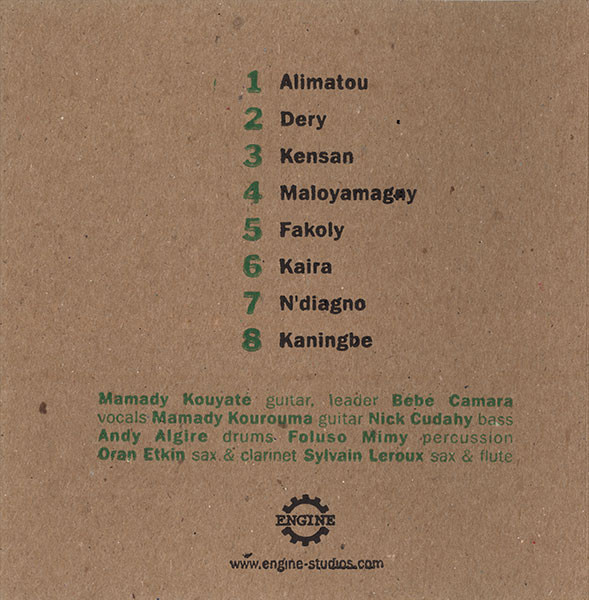 1 Alimatou
2 Dery
3 Kensan
4 Maloyamagny
5 Fakoly
6 Kaira
7 N'diagno
8 Kaningbe
Mamady Kouyate guitar, leader Bebe Camara
vocals Mamady Kourouma guitar Nick Cudahy bass
Andy Algire drums Foluso Mimy percussion
Oran Etkin sax & clarinet Sylvain Leroux sax & flute
ENGINE
www.engine-studios.com